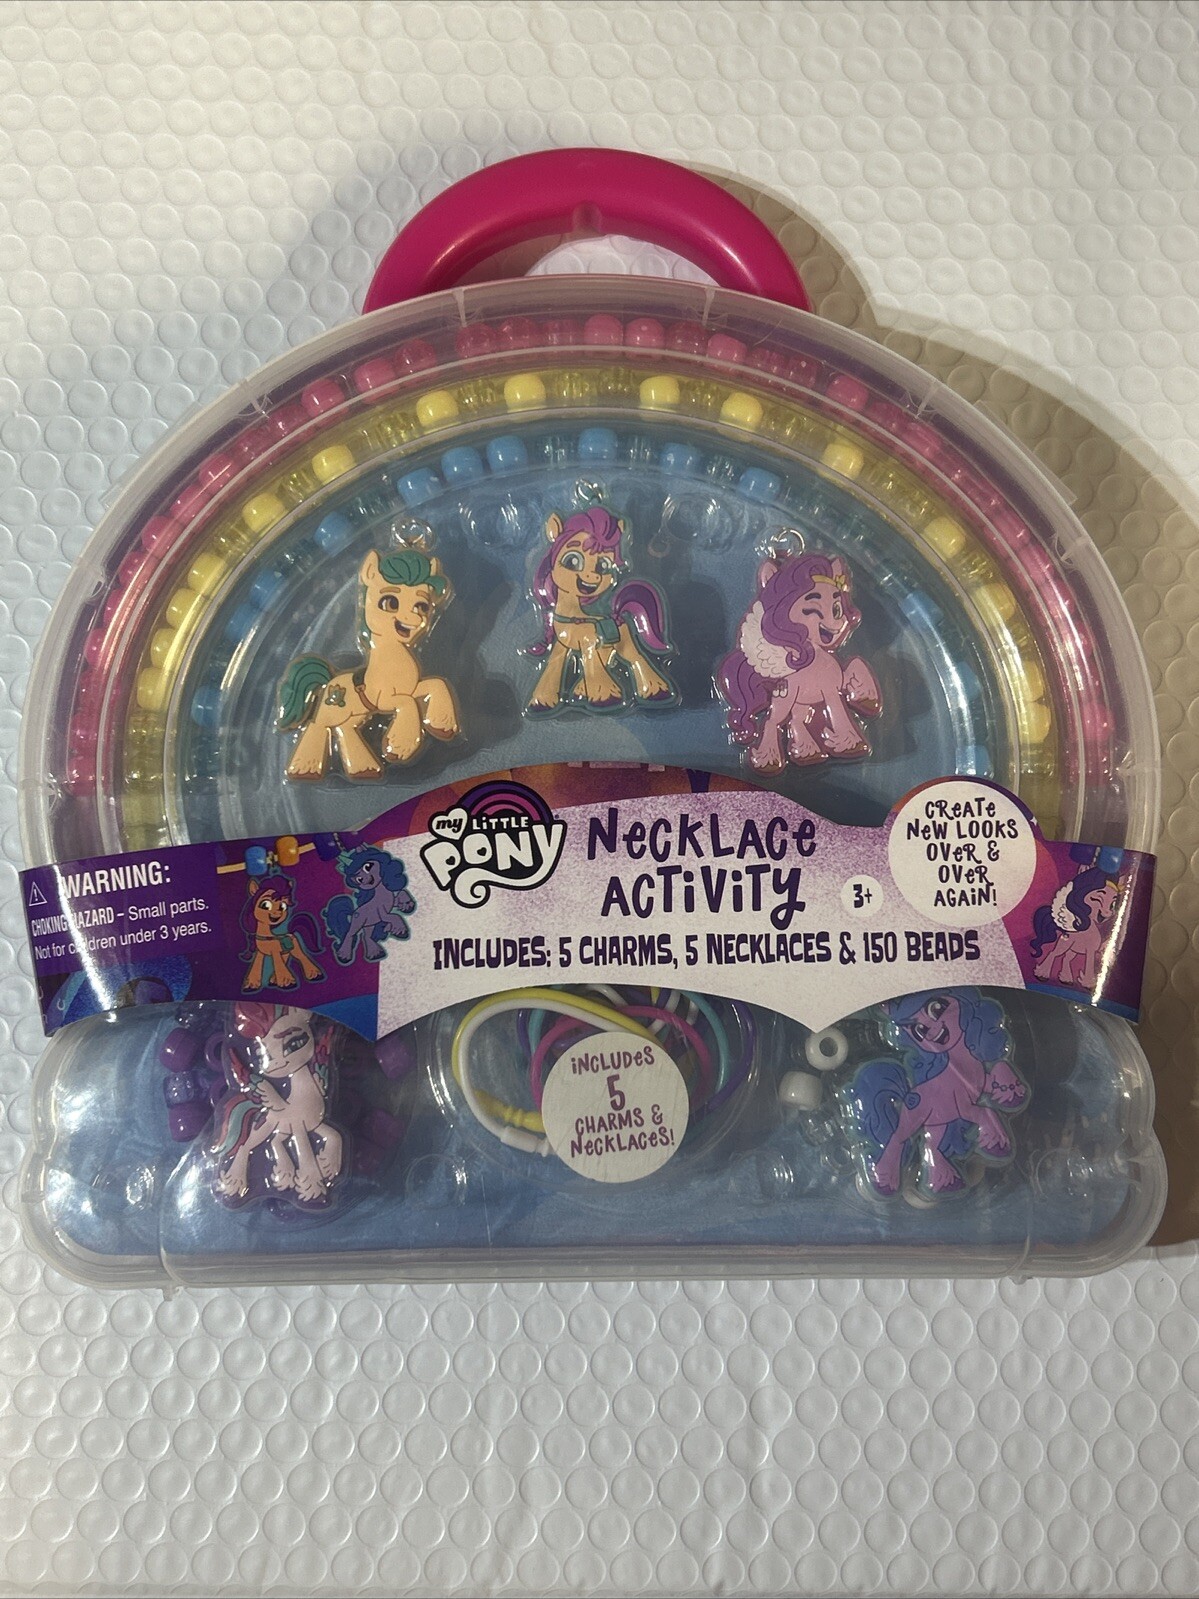 my LiTTLE
PONY
NeCKLaCe
ACTiViTY
3+
INCLUDES: 5 CHARMS, 5 NECKLACES & 150 BEADS
CReATe
NeW LOOKS
OVeR &
OVeR
AGAiN!
WARNING:
CHOKING HAZARD – Small parts.
Not for children under 3 years.
iNCLUDeS
5
CHARMS &
NeCKLACeS!